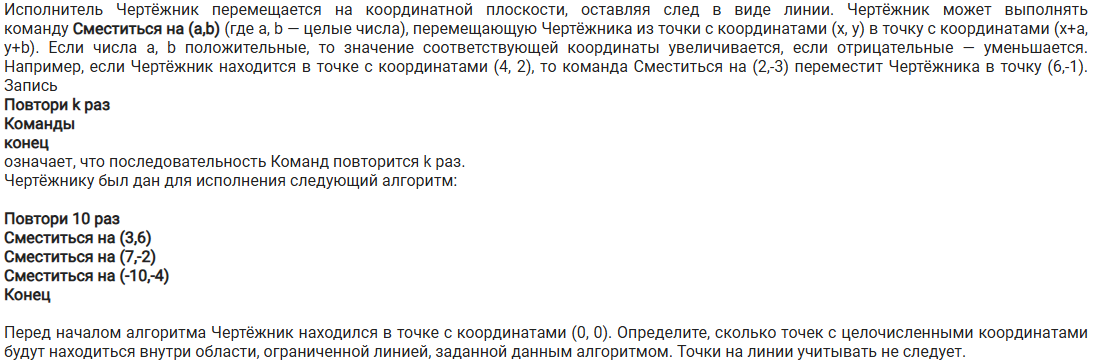 Исполнитель Чертёжник перемещается на координатной плоскости, оставляя след в виде линии. Чертёжник может выполнять
команду Сместиться на (a,b) (где a, b — целые числа), перемещающую Чертёжника из точки с координатами (x, y) в точку с координатами (x+a,
y+b). Если числа a, b положительные, то значение соответствующей координаты увеличивается, если отрицательные — уменьшается.
Например, если Чертёжник находится в точке с координатами (4, 2), то команда Сместиться на (2,-3) переместит Чертёжника в точку (6,-1).
Запись
Повтори k раз
Команды
конец
означает, что последовательность Команд повторится k раз.
Чертёжнику был дан для исполнения следующий алгоритм:
Повтори 10 раз
Сместиться на (3,6)
Сместиться на (7,-2)
Сместиться на (-10,-4)
Конец
Перед началом алгоритма Чертёжник находился в точке с координатами (0, 0). Определите, сколько точек с целочисленными координатами
будут находиться внутри области, ограниченной линией, заданной данным алгоритмом. Точки на линии учитывать не следует.